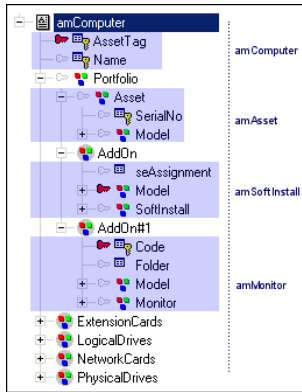 amComputer
AssetTag
Name
amComputer
Portfolio
Asset
SerialNo
Model
amAsset
AddOn
seAssignment
Model
SoftInstall
amSoftInstall
AddOn#1
Code
Folder
Model
Monitor
amMonitor
ExtensionCards
LogicalDrives
NetworkCards
PhysicalDrives